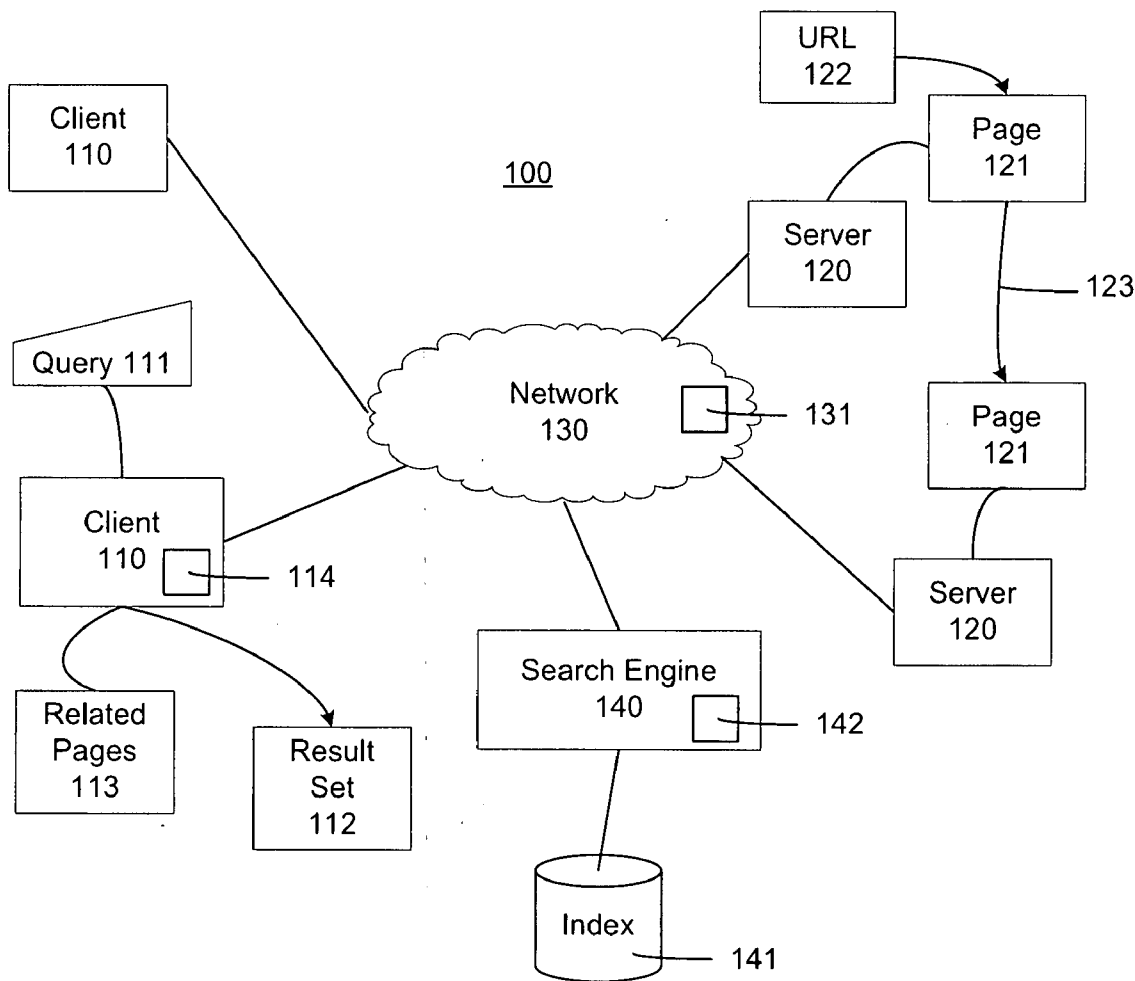 URL
122
Client
110
Page
121
100
Server
120
123
Query 111
Network
130
131
Page
121
Client
110
114
Server
120
Search Engine
140
142
Related
Pages
113
Result
Set
112
Index
141